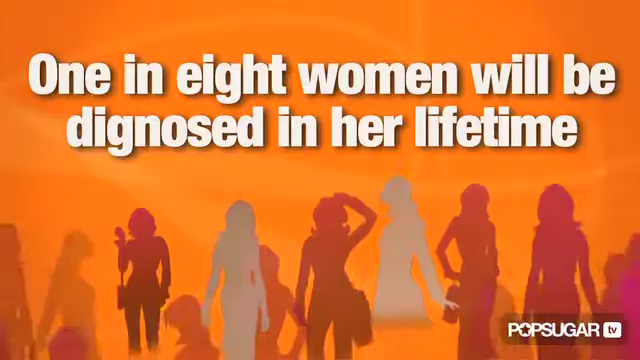 One in eight women will be
dignosed in her lifetime
POPSUGAR tv